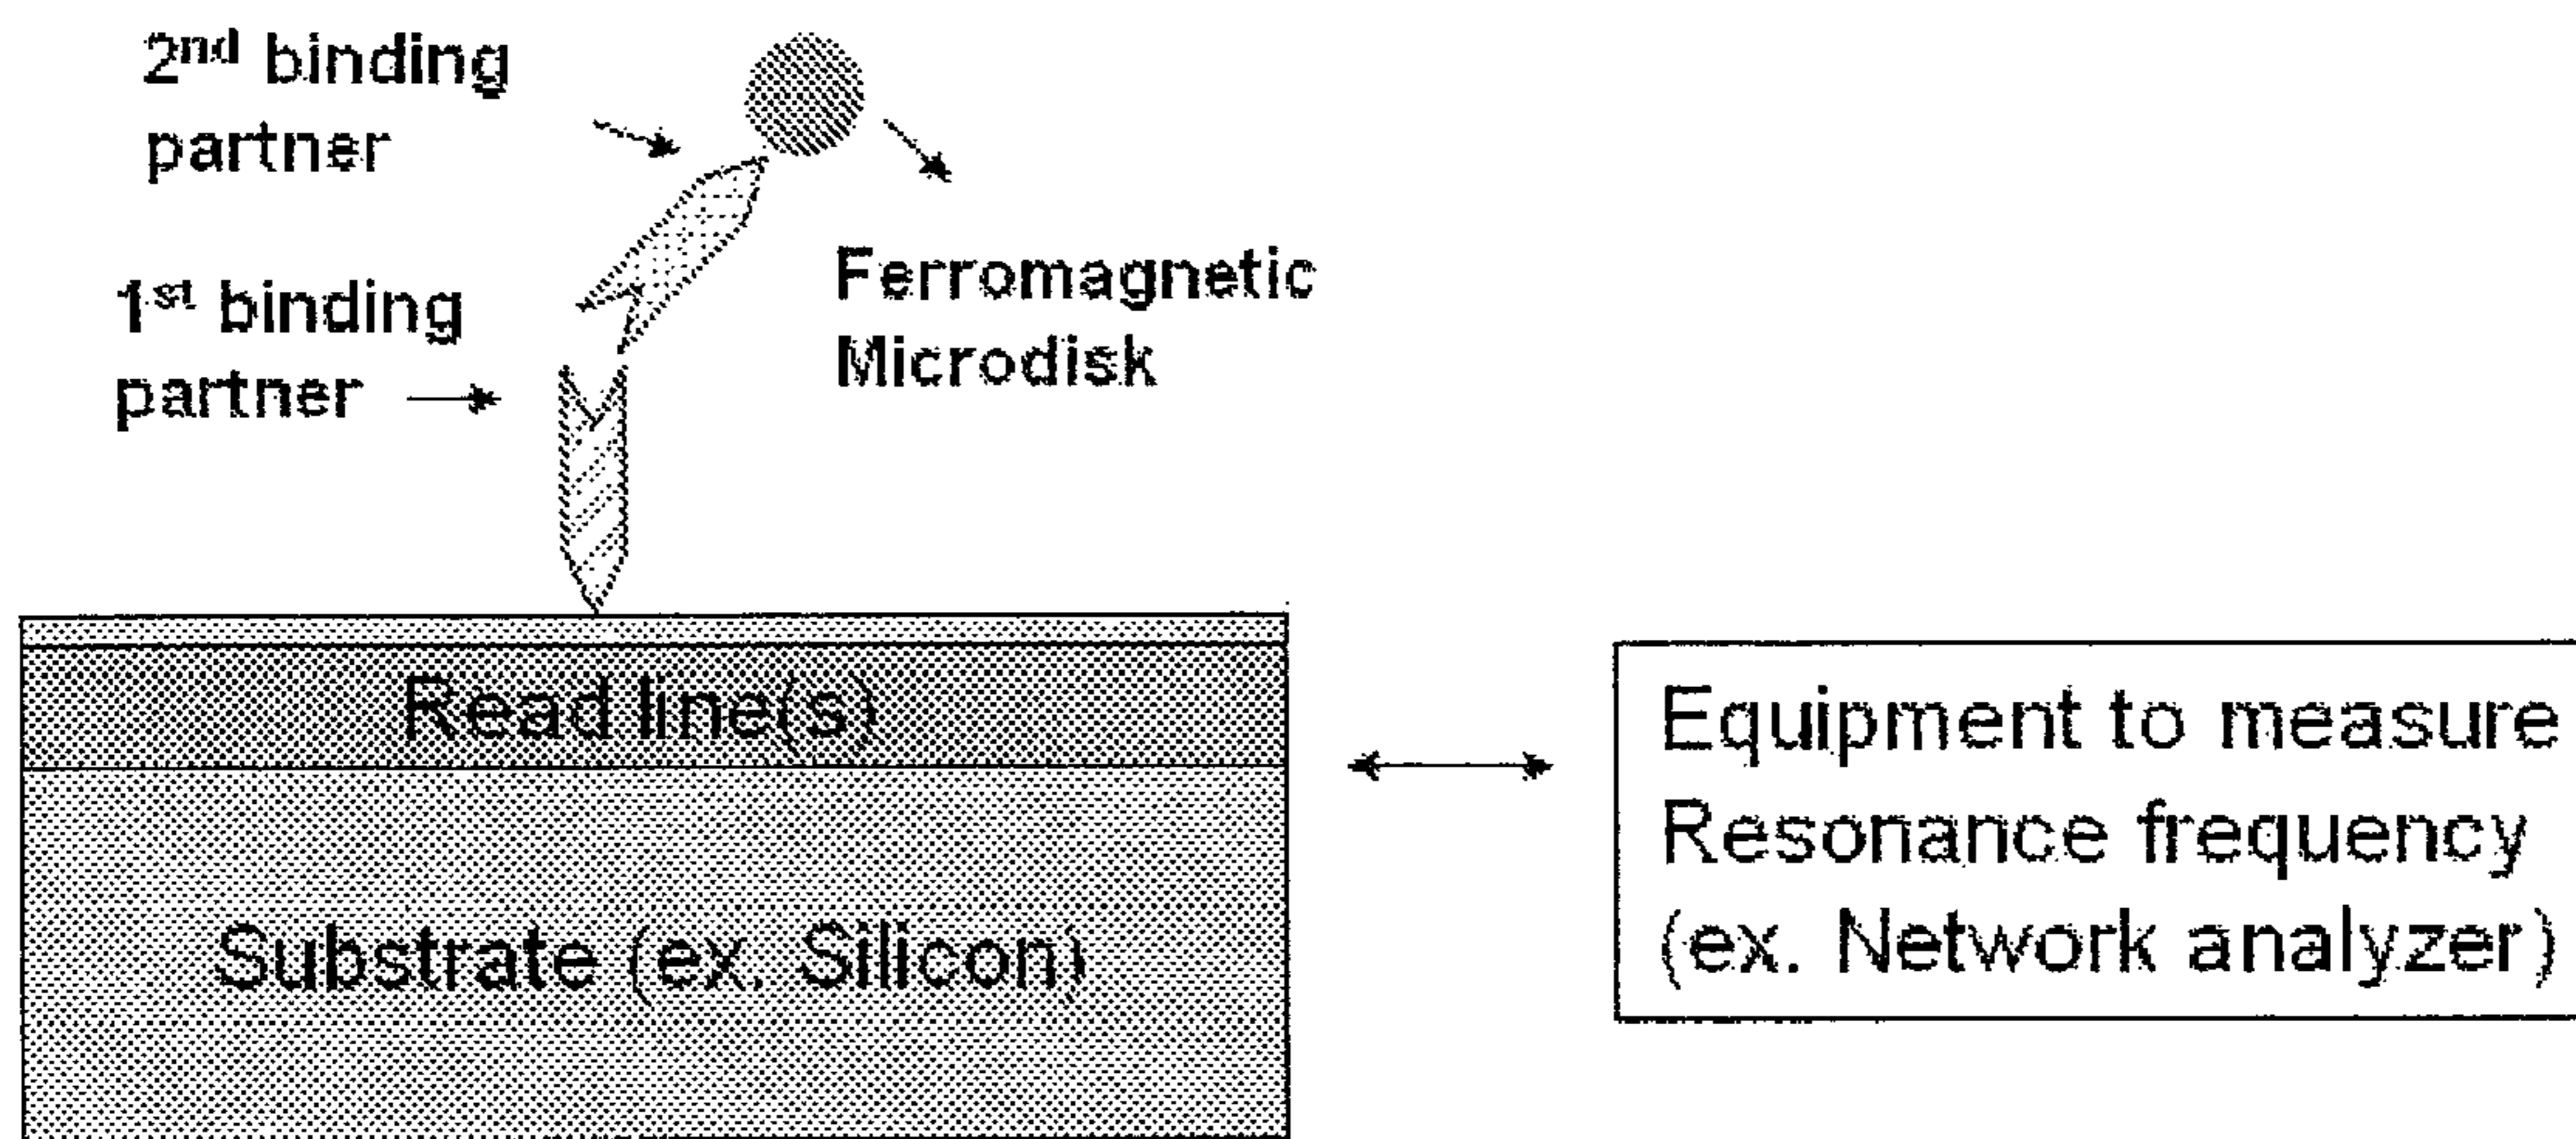 2nd binding
partner
1st binding
partner
Ferromagnetic
Microdisk
Read line(s)
Substrate (ex. Silicon)
Equipment to measure
Resonance frequency
(ex. Network analyzer)